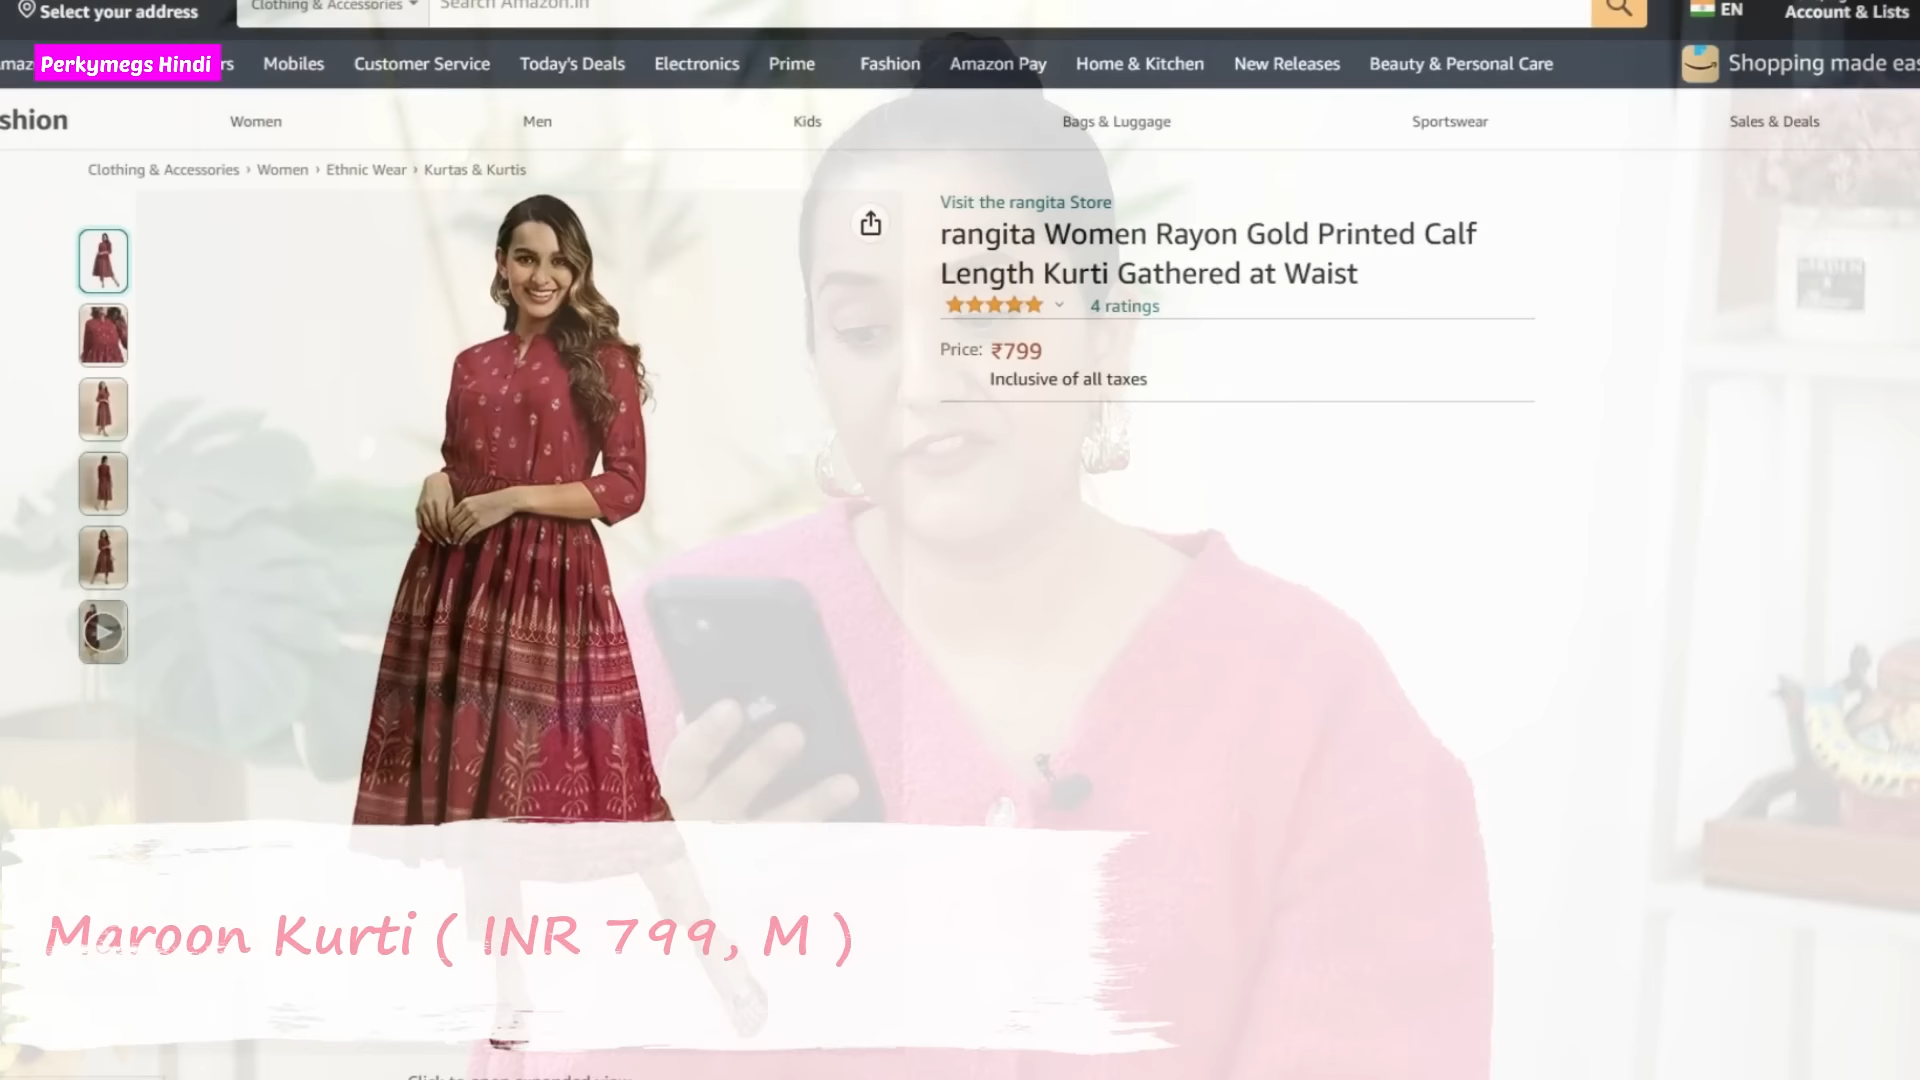 Select your address
Clothing & Accessories
Search Amazon.in
EN
Account & Lists
Perkymegs Hindi
Mobiles
Customer Service
Today's Deals
Electronics
Prime
Fashion
Amazon Pay
Home & Kitchen
New Releases
Beauty & Personal Care
Shopping made eas
shion
Women
Men
Kids
Bags & Luggage
Sportswear
Sales & Deals
Clothing & Accessories › Women › Ethnic Wear › Kurtas & Kurtis
Visit the rangita Store
rangita Women Rayon Gold Printed Calf
Length Kurti Gathered at Waist
4 ratings
Price: ₹799
Inclusive of all taxes
Maroon Kurti ( INR 799, M )